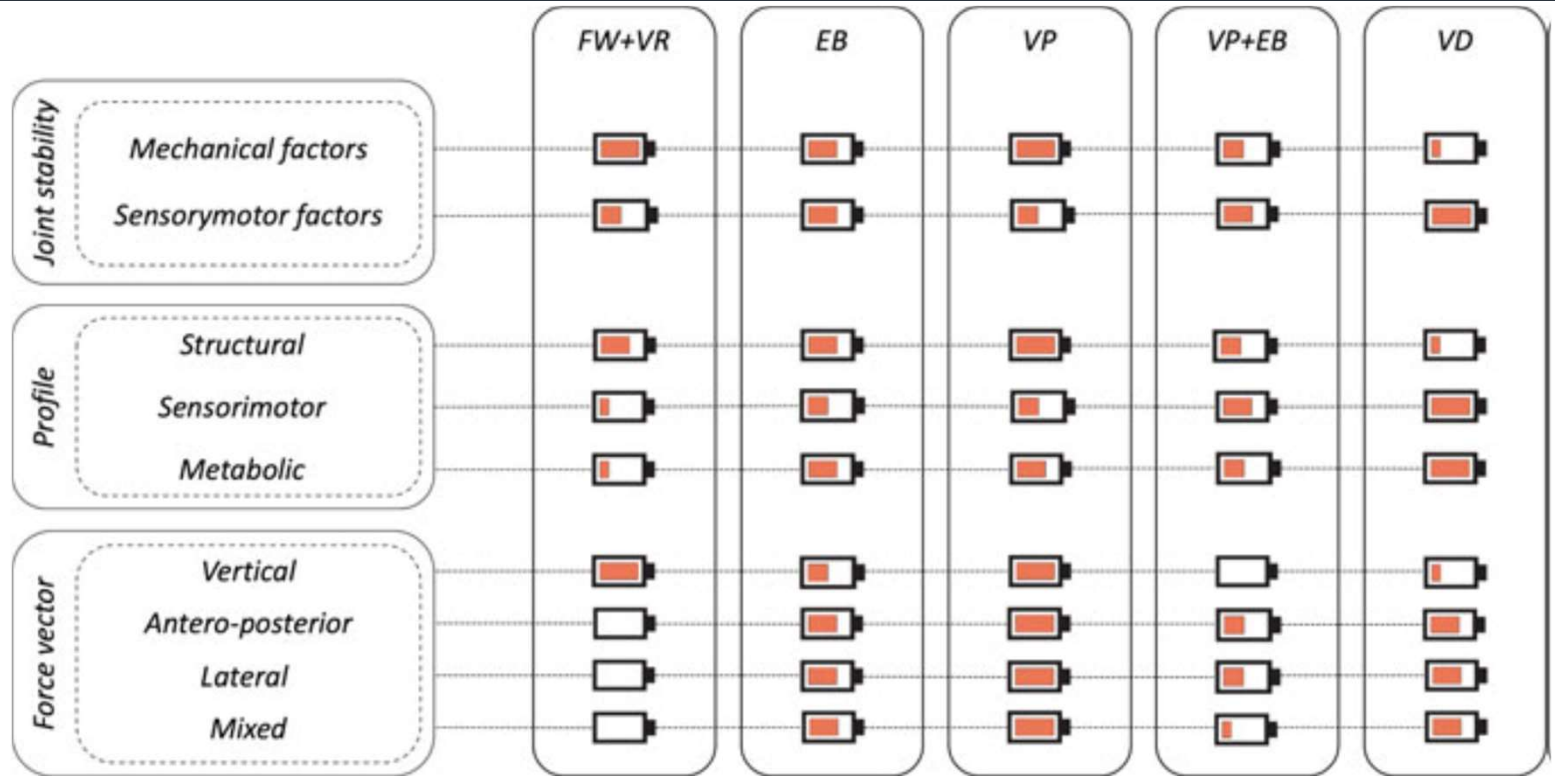 FW+VR EB VP VP+EB VD
Joint stability
Mechanical factors
Sensorymotor factors
Profile
Structural
Sensorimotor
Metabolic
Force vector
Vertical
Antero-posterior
Lateral
Mixed